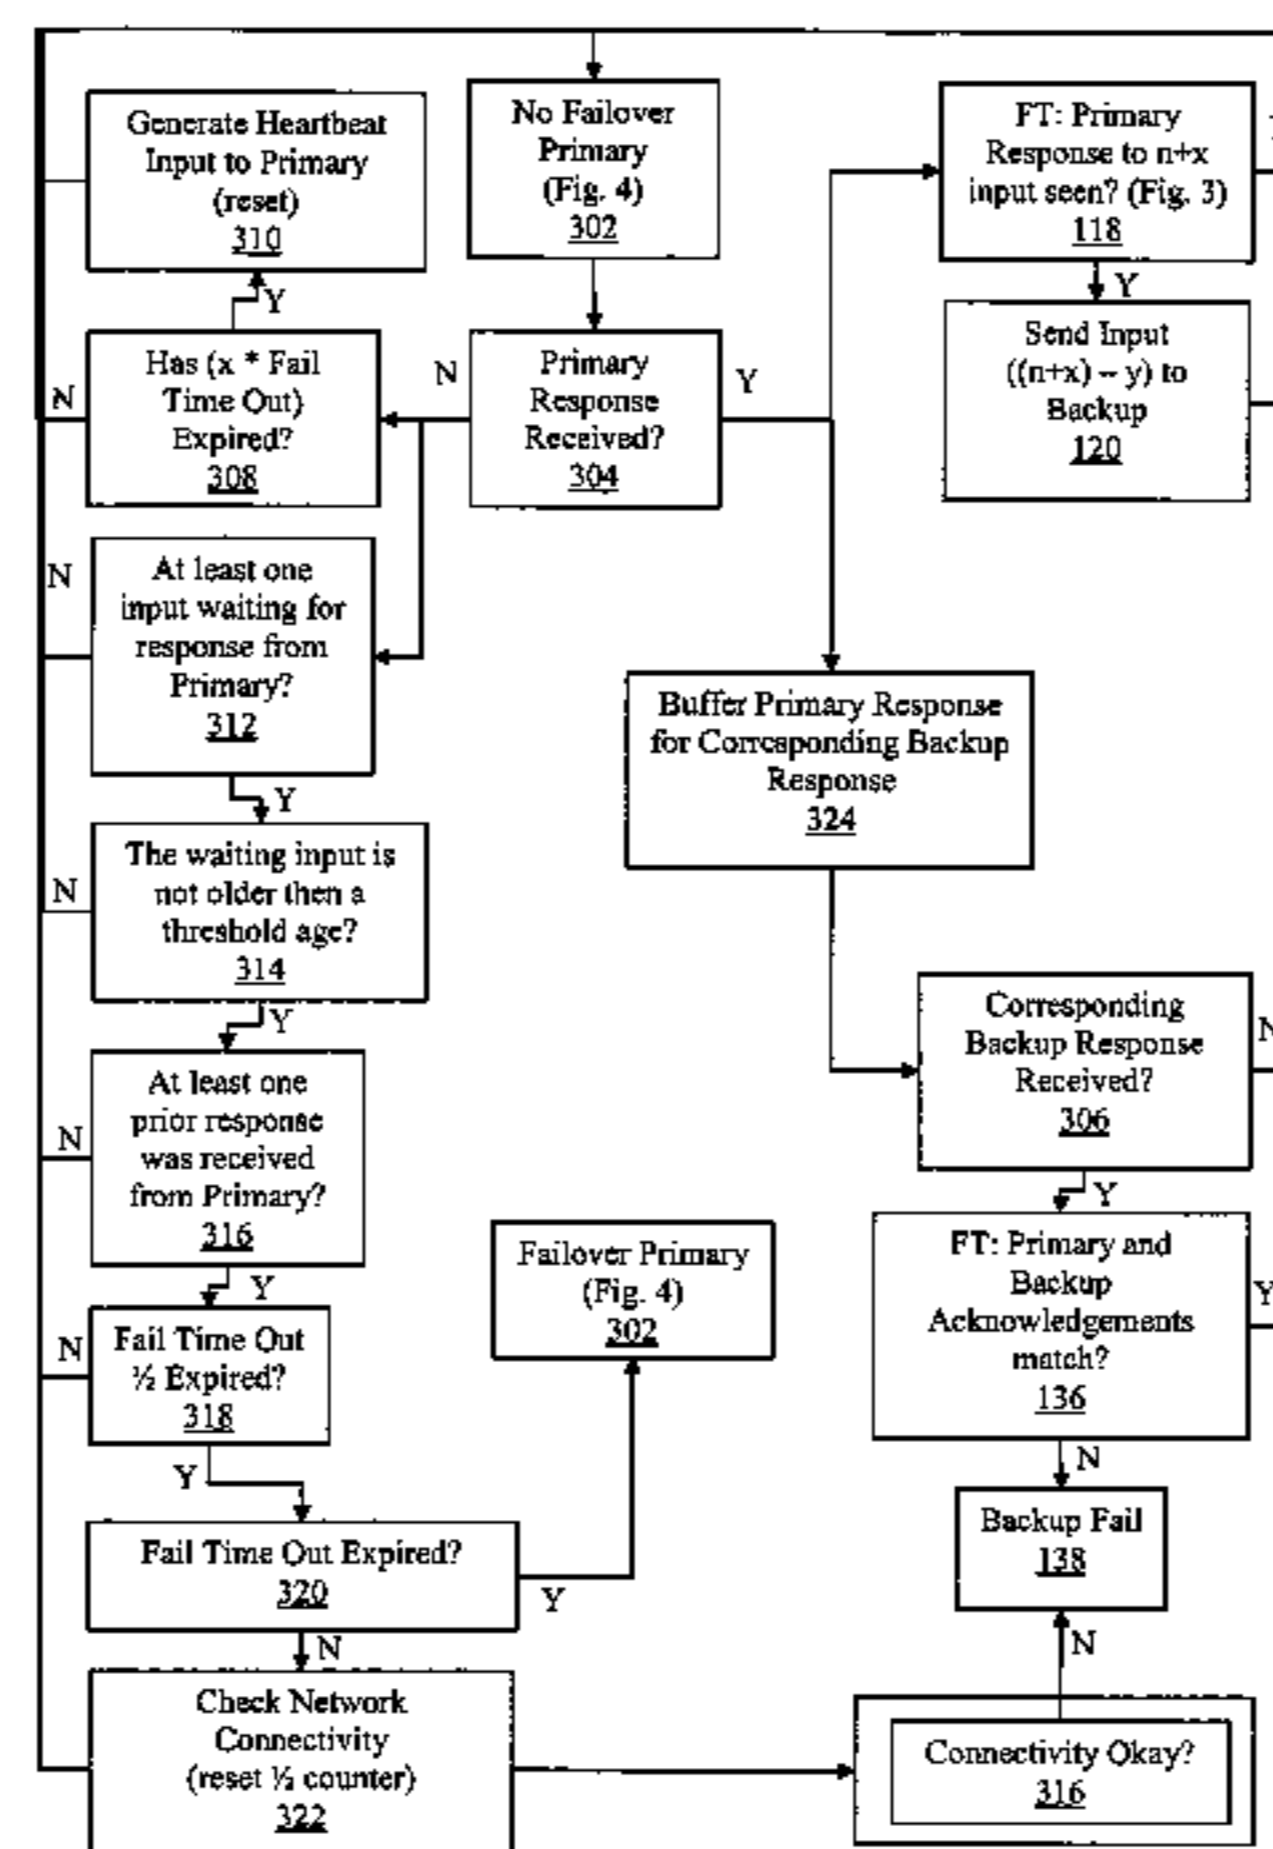 Generate Heartbeat
Input to Primary
(reset)
310
Y
No Failover
Primary
(Fig. 4)
302
FT: Primary
Response to n+x
input seen? (Fig. 3)
118
Y
Has (x * Fail
Time Out)
Expired?
308
N
N
Primary
Response
Received?
304
Y
Send Input
((n+x) – y) to
Backup
120
N
At least one
input waiting for
response from
Primary?
312
Y
Buffer Primary Response
for Corresponding Backup
Response
324
N
The waiting input is
not older then a
threshold age?
314
Y
Corresponding
Backup Response
Received?
306
N
Y
N
At least one
prior response
was received
from Primary?
316
Y
Failover Primary
(Fig. 4)
302
FT: Primary and
Backup
Acknowledgements
match?
136
Y
N
N
Fail Time Out
½ Expired?
318
Y
Backup Fail
138
N
Fail Time Out Expired?
320
Y
N
Check Network
Connectivity
(reset ½ counter)
322
Connectivity Okay?
316